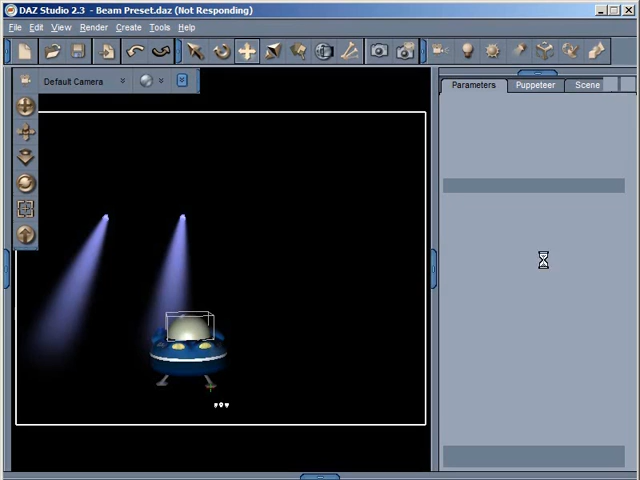 DAZ Studio 2.3 - Beam Preset.daz (Not Responding)
File Edit View Render Create Tools Help
Default Camera
Parameters Puppeteer Scene